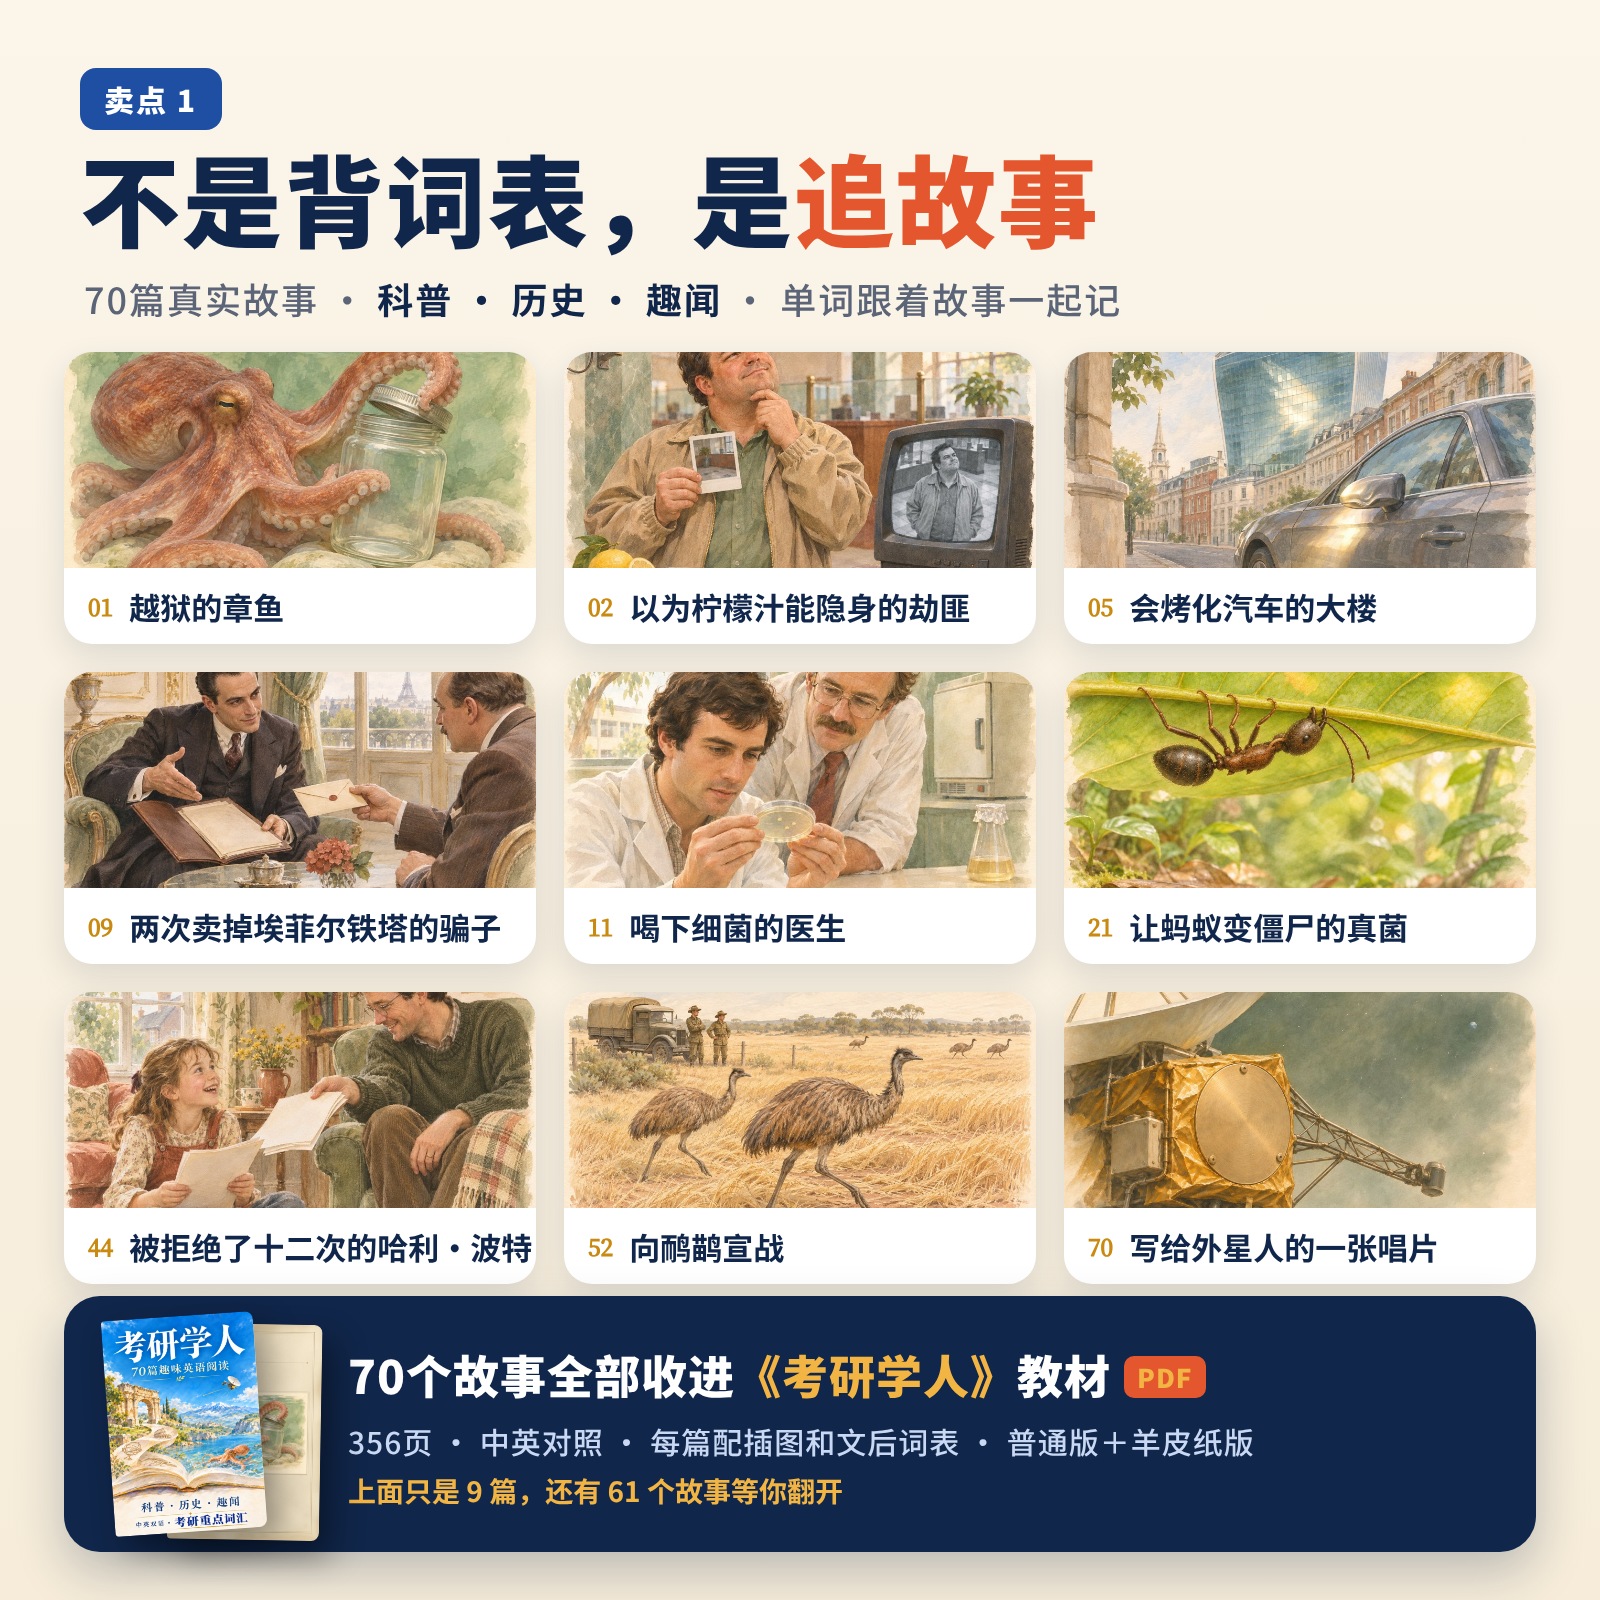 卖点 1
不是背词表，是追故事
70篇真实故事 · 科普 · 历史 · 趣闻 · 单词跟着故事一起记
01 越狱的章鱼
02 以为柠檬汁能隐身的劫匪
05 会烤化汽车的大楼
09 两次卖掉埃菲尔铁塔的骗子
11 喝下细菌的医生
21 让蚂蚁变僵尸的真菌
44 被拒绝了十二次的哈利·波特
52 向鸸鹋宣战
70 写给外星人的一张唱片
考研学人
70篇趣味英语阅读
科普·历史·趣闻
中英双语·考研重点词汇
70个故事全部收进《考研学人》教材 PDF
356页 · 中英对照 · 每篇配插图和文后词表 · 普通版＋羊皮纸版
上面只是 9 篇，还有 61 个故事等你翻开